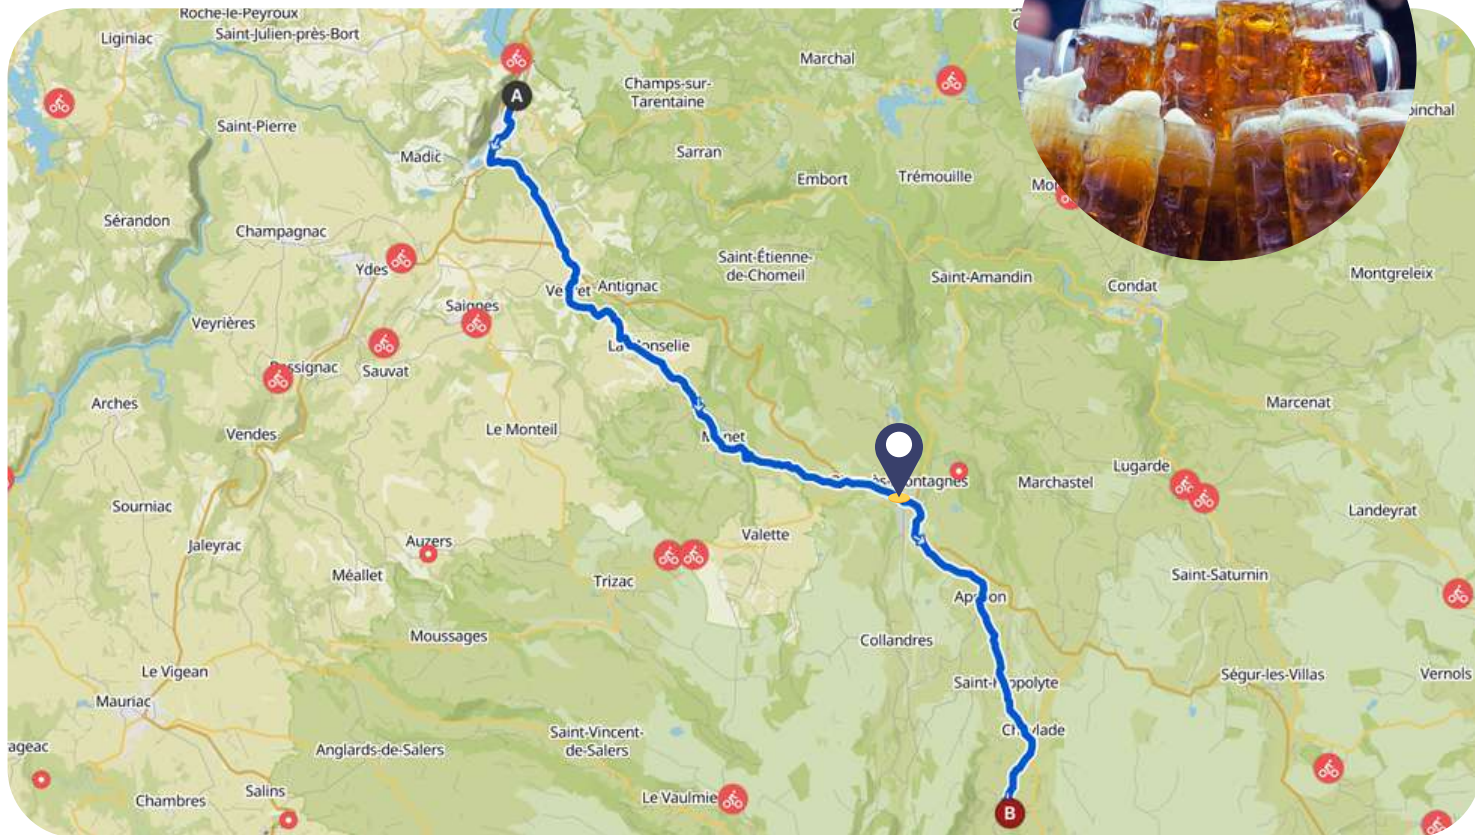 Roche-le-Peyroux
Liginiac
Saint-Julien-près-Bort
Marchal
Champs-sur-
Tarentaine
A
Saint-Pierre
Madic
Sarran
Embort
Trémouille
Sérandon
Champagnac
Ydes
Saint-Étienne-
de-Chomeil
Saint-Amandin
Montgreleix
Antignac
Condat
Saignes
Veyrières
Sauvat
Arches
Marcenat
Le Monteil
Vendes
Lugarde
Marchastel
Sourniac
Landeyrat
Valette
Auzers
Jaleyrac
Méallet
Trizac
Saint-Saturnin
Collandres
Moussages
Le Vigean
Ségur-les-Villas
Vernols
Mauriac
Saint-Vincent-
de-Salers
Anglards-de-Salers
Salins
Chambres
Le Vaulmie
B